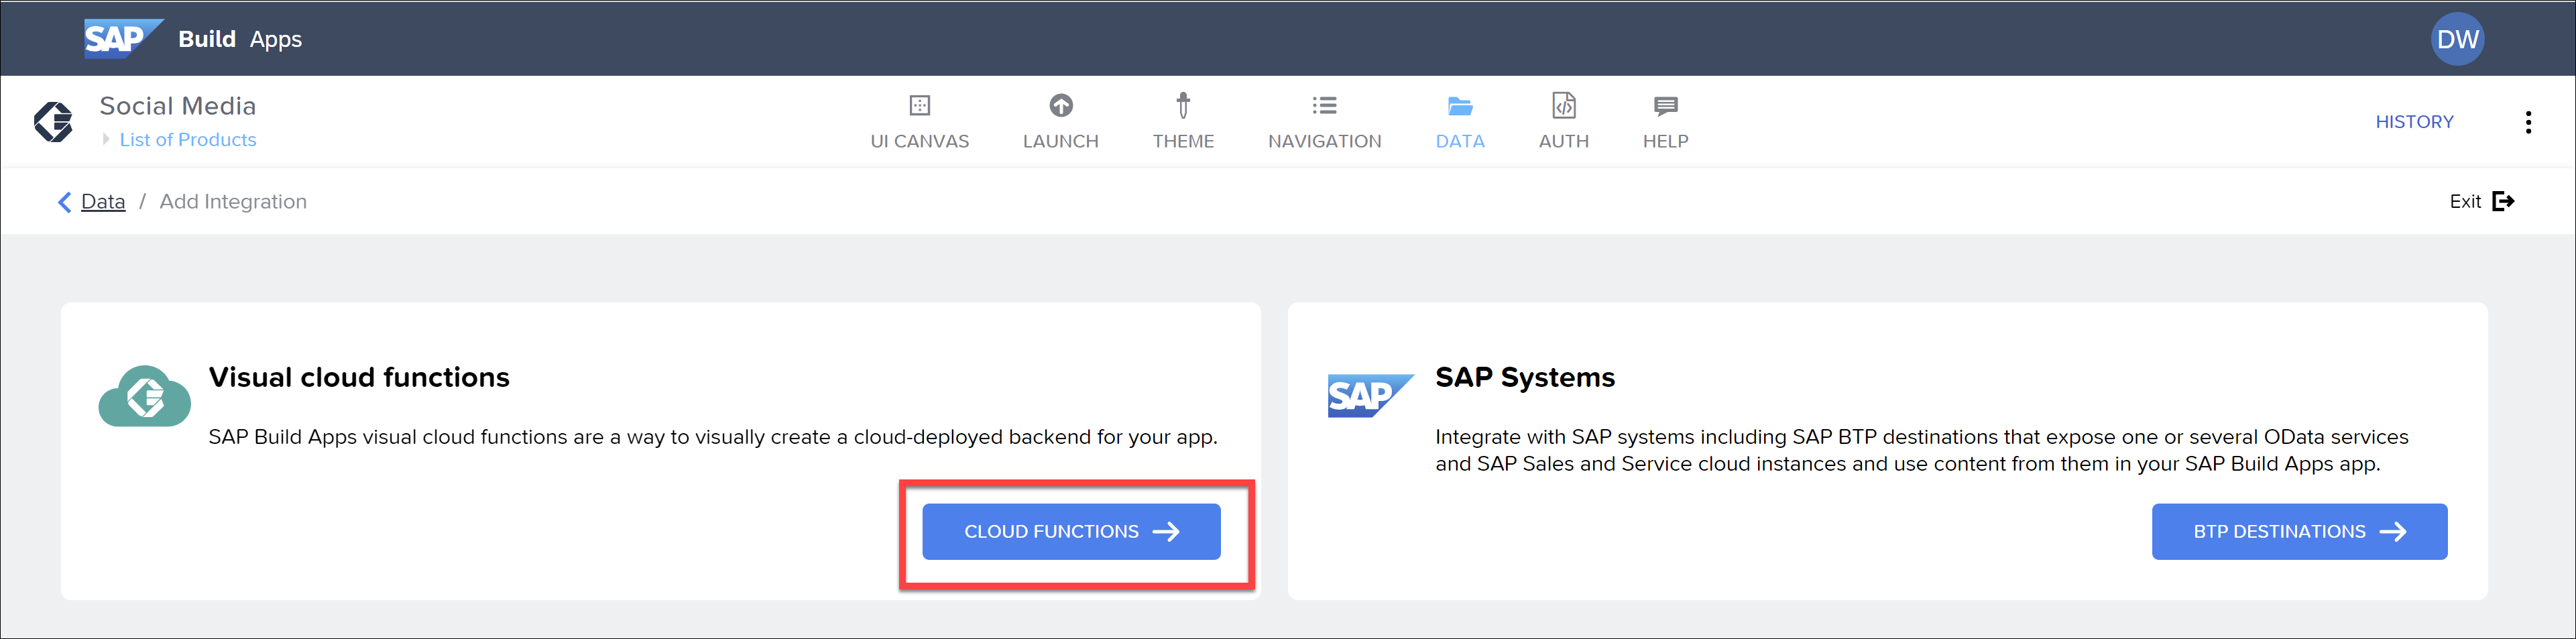 SAP Build Apps
DW
Social Media
List of Products
UI CANVAS
LAUNCH
THEME
NAVIGATION
DATA
AUTH
HELP
HISTORY
Data / Add Integration
Exit
Visual cloud functions
SAP Build Apps visual cloud functions are a way to visually create a cloud-deployed backend for your app.
CLOUD FUNCTIONS
SAP
SAP Systems
Integrate with SAP systems including SAP BTP destinations that expose one or several OData services
and SAP Sales and Service cloud instances and use content from them in your SAP Build Apps app.
BTP DESTINATIONS